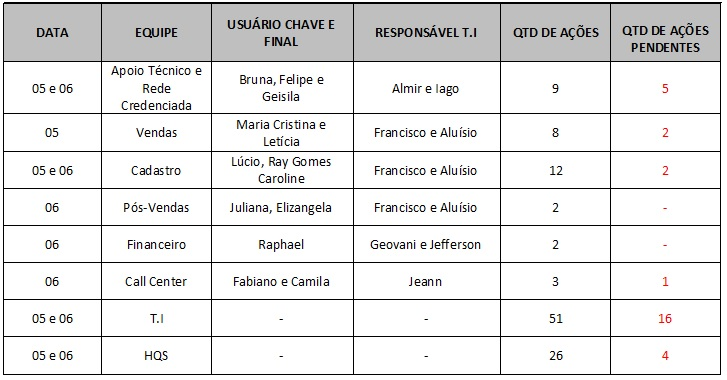 DATA EQUIPE USUÁRIO CHAVE E FINAL RESPONSÁVEL T.I QTD DE AÇÕES QTD DE AÇÕES PENDENTES
05 e 06 Apoio Técnico e Rede Credenciada Bruna, Felipe e Geisila Almir e Iago 9 5
05 Vendas Maria Cristina e Letícia Francisco e Aluísio 8 2
05 e 06 Cadastro Lúcio, Ray Gomes Caroline Francisco e Aluísio 12 2
06 Pós-Vendas Juliana, Elizangela Francisco e Aluísio 2 -
06 Financeiro Raphael Geovani e Jefferson 2 -
06 Call Center Fabiano e Camila Jeann 3 1
05 e 06 T.I - - 51 16
05 e 06 HQS - - 26 4